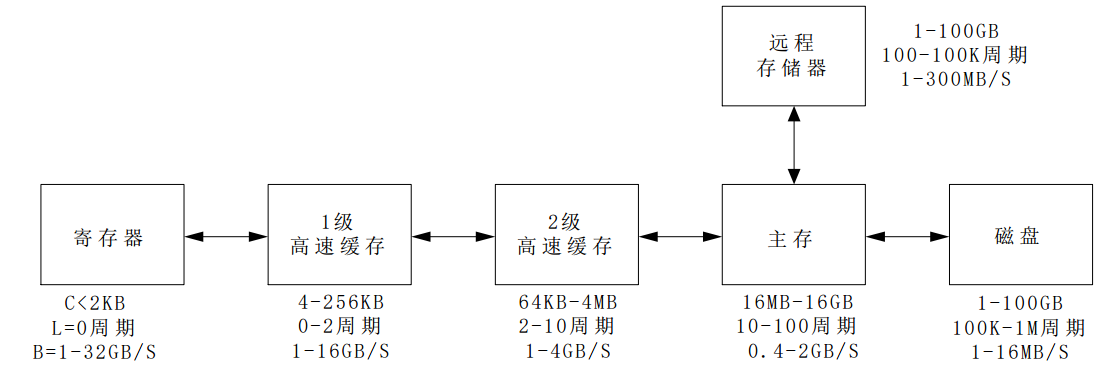 远程
存储器
1-100GB
100-100K周期
1-300MB/S
寄存器
1级
高速缓存
2级
高速缓存
主存
磁盘
C<2KB
L=0周期
B=1-32GB/S
4-256KB
0-2周期
1-16GB/S
64KB-4MB
2-10周期
1-4GB/S
16MB-16GB
10-100周期
0.4-2GB/S
1-100GB
100K-1M周期
1-16MB/S